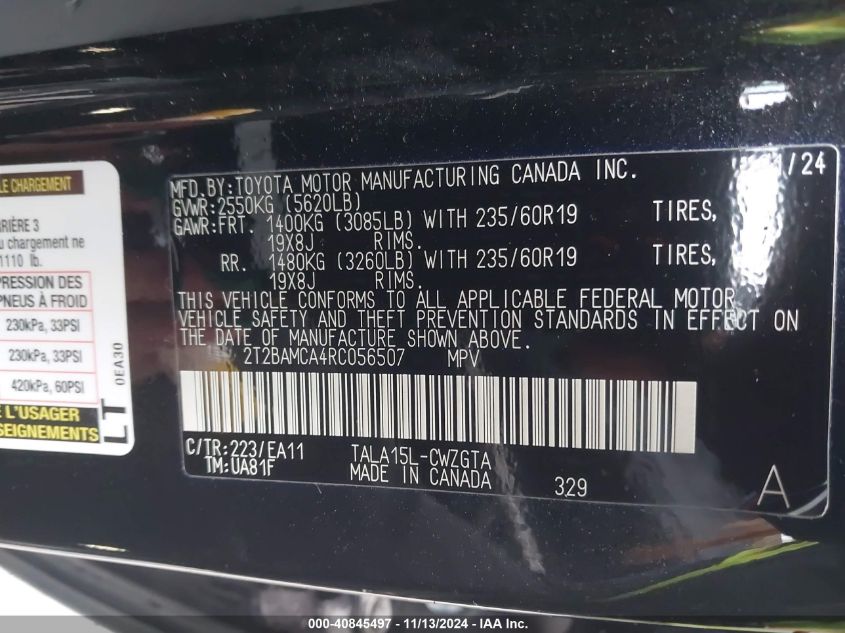 LE CHARGEMENT
RRIÈRE 3
u chargement ne
1110 lb.
PRESSION DES
PNEUS À FROID
230kPa, 33PSI
230kPa, 33PSI
420kPa, 60PSI
L'USAGER
SEIGNEMENTS
LT
0EA30
MFD.BY:TOYOTA MOTOR MANUFACTURING CANADA INC. /24
GVWR:2550KG (5620LB)
GAWR:FRT. 1400KG (3085LB) WITH 235/60R19 TIRES,
19X8J RIMS.
RR. 1480KG (3260LB) WITH 235/60R19 TIRES,
19X8J RIMS.
THIS VEHICLE CONFORMS TO ALL APPLICABLE FEDERAL MOTOR
VEHICLE SAFETY AND THEFT PREVENTION STANDARDS IN EFFECT ON
THE DATE OF MANUFACTURE SHOWN ABOVE.
2T2BAMCA4RC056507 MPV
C/TR:223/EA11 TALA15L-CWZGTA
TM:UA81F MADE IN CANADA
329
A
000-40845497 - 11/13/2024 - IAA Inc.